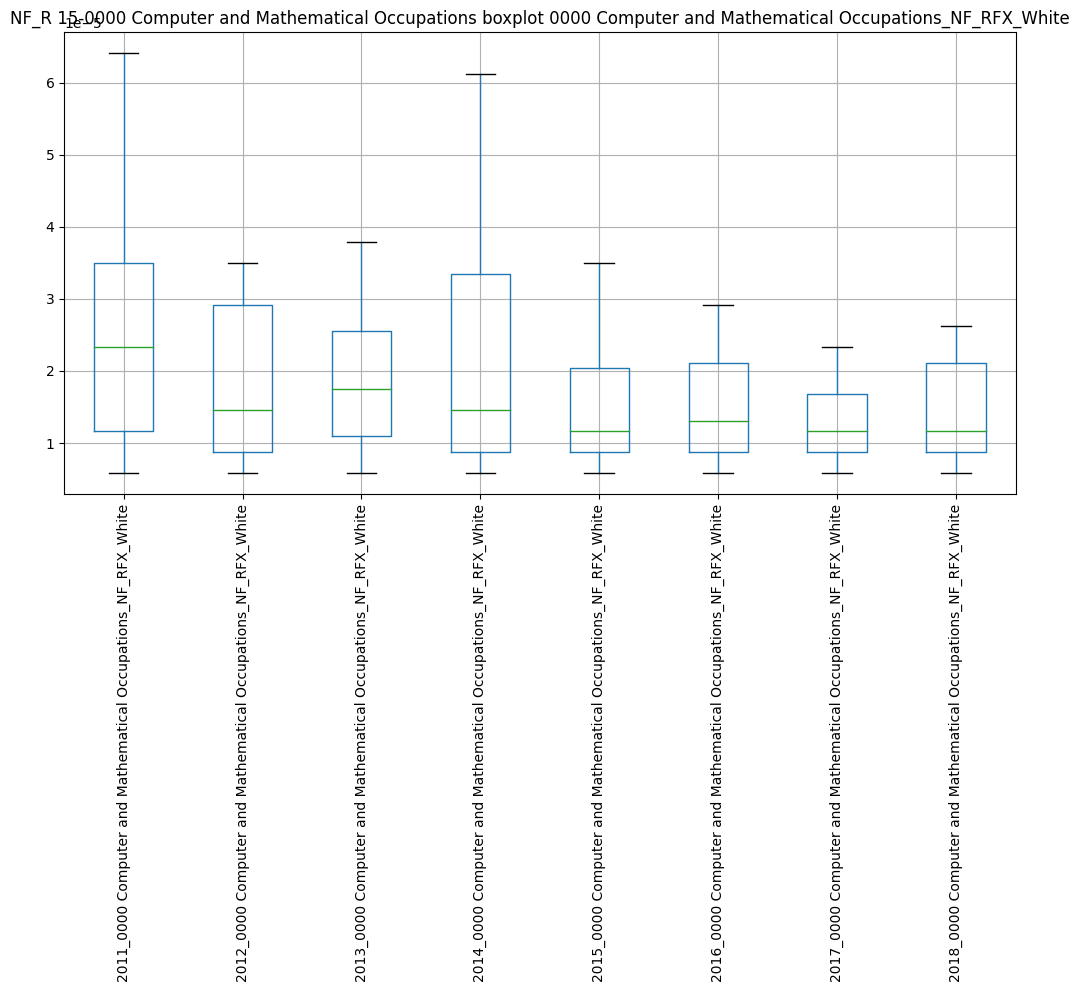 NF_R 15-0000 Computer and Mathematical Occupations boxplot 0000 Computer and Mathematical Occupations_NF_RFX_White
1e−5
6
5
4
3
2
1
2011_0000 Computer and Mathematical Occupations_NF_RFX_White
2012_0000 Computer and Mathematical Occupations_NF_RFX_White
2013_0000 Computer and Mathematical Occupations_NF_RFX_White
2014_0000 Computer and Mathematical Occupations_NF_RFX_White
2015_0000 Computer and Mathematical Occupations_NF_RFX_White
2016_0000 Computer and Mathematical Occupations_NF_RFX_White
2017_0000 Computer and Mathematical Occupations_NF_RFX_White
2018_0000 Computer and Mathematical Occupations_NF_RFX_White